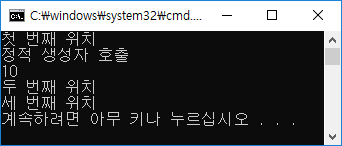 C:₩windows₩system32₩cmd....
첫 번째 위치
정적 생성자 호출
10
두 번째 위치
세 번째 위치
계속하려면 아무 키나 누르십시오 . . .